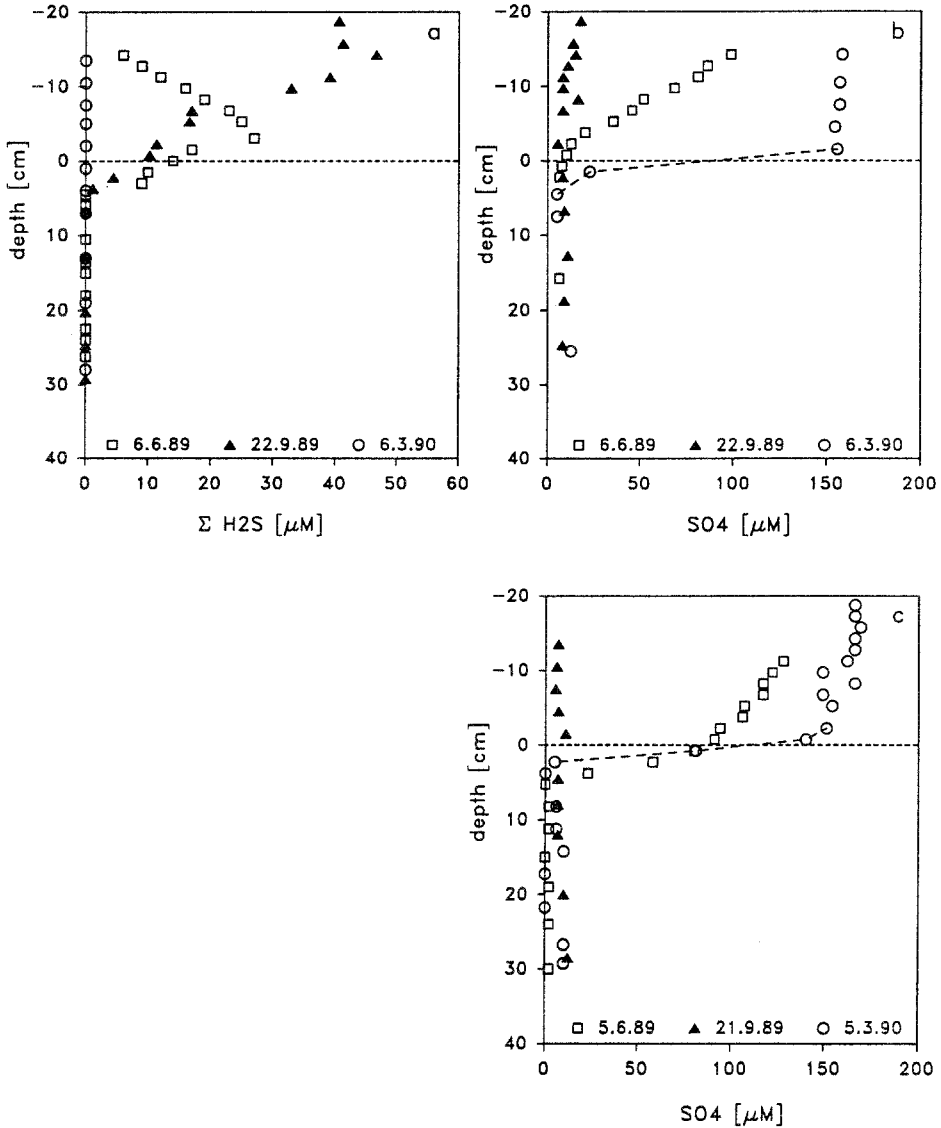 -20
-10
0
10
20
30
40
depth [cm]
a
□ 6.6.89 ▲ 22.9.89 ○ 6.3.90
0 10 20 30 40 50 60
Σ H2S [μM]
-20
-10
0
10
20
30
40
depth [cm]
b
□ 6.6.89 ▲ 22.9.89 ○ 6.3.90
0 50 100 150 200
SO4 [μM]
-20
-10
0
10
20
30
40
depth [cm]
c
□ 5.6.89 ▲ 21.9.89 ○ 5.3.90
0 50 100 150 200
SO4 [μM]